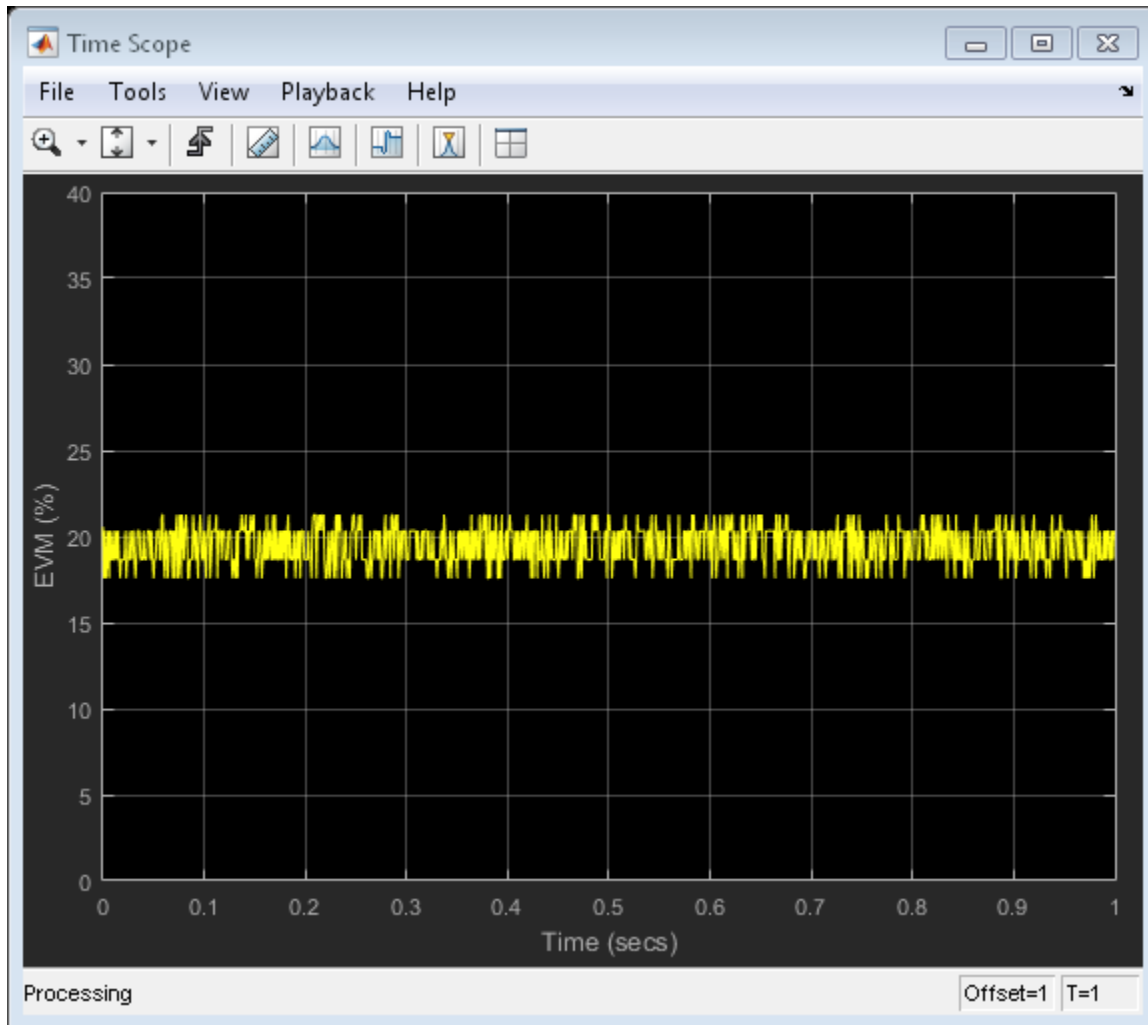 Time Scope
File Tools View Playback Help
40
35
30
25
20
15
10
5
0
EVM (%)
0 0.1 0.2 0.3 0.4 0.5 0.6 0.7 0.8 0.9 1
Time (secs)
Processing Offset=1 T=1